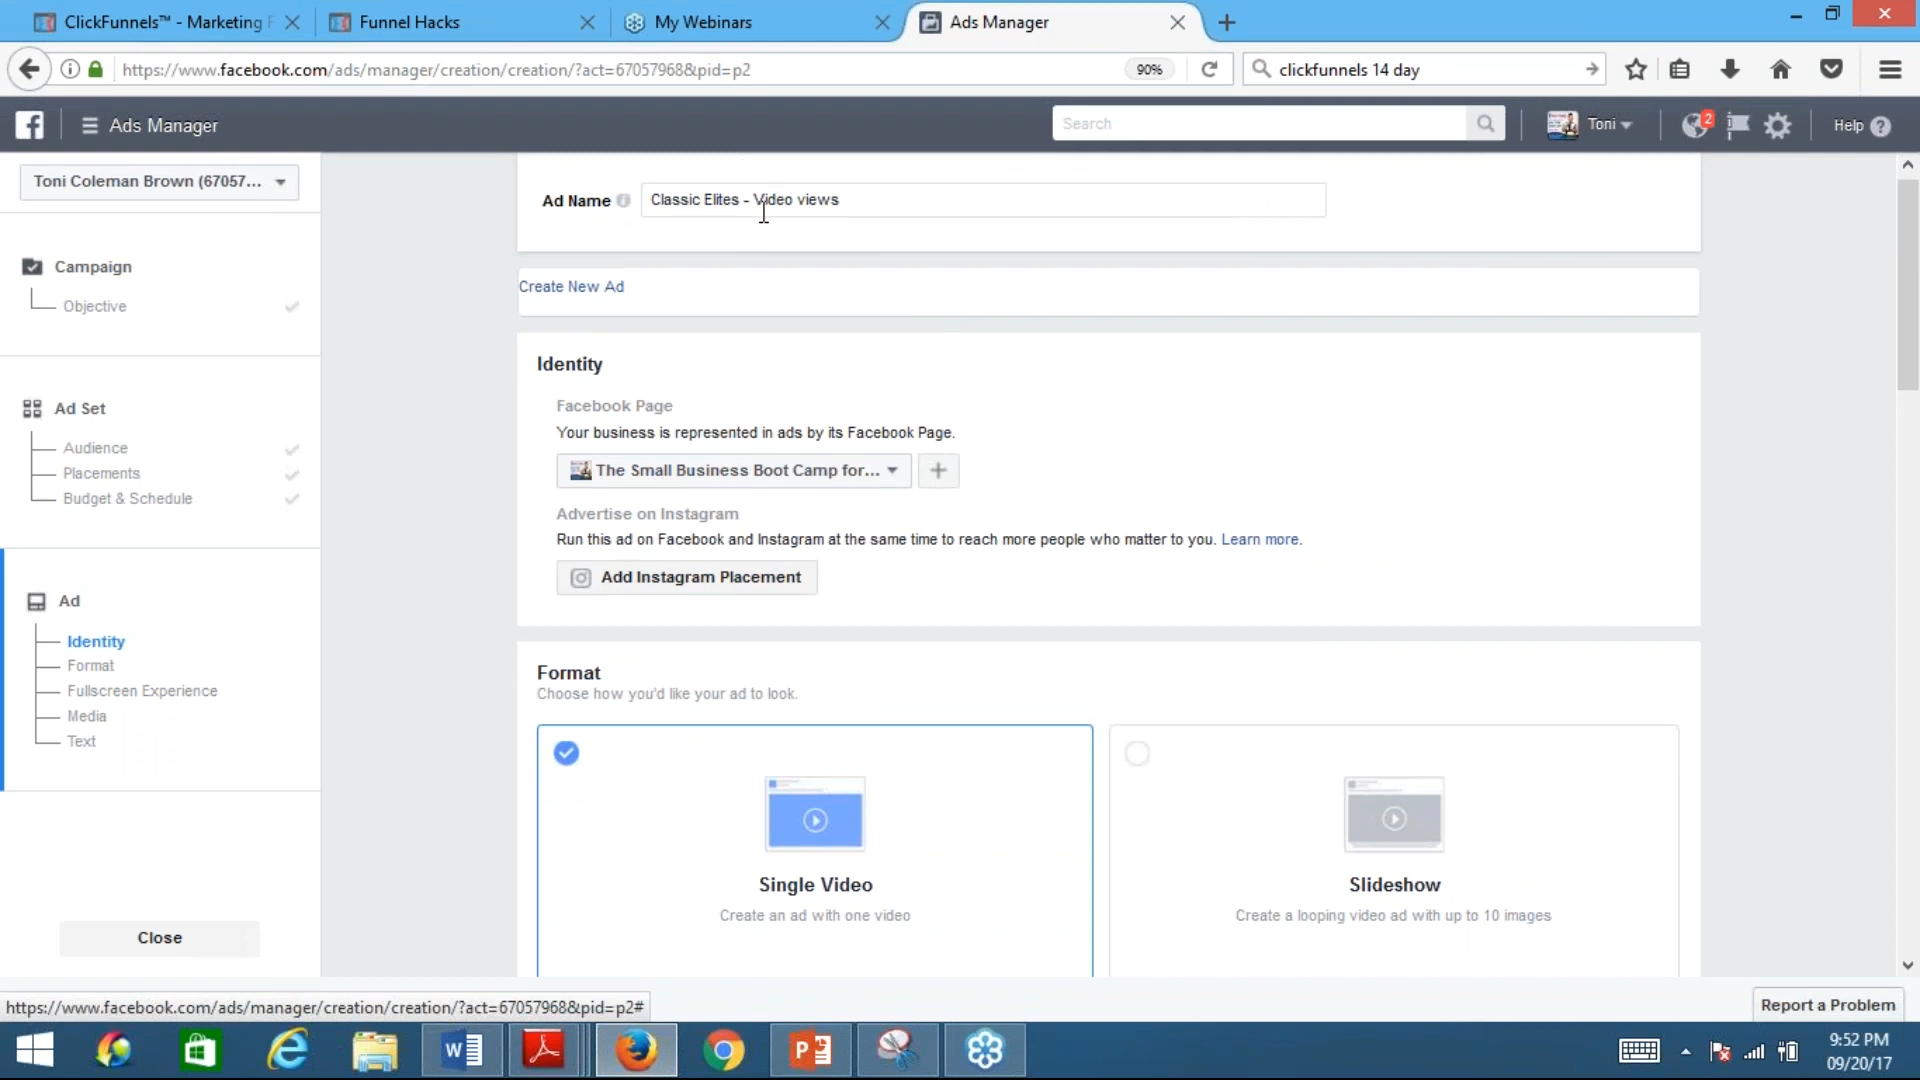 ClickFunnels™ - Marketing F
Funnel Hacks
My Webinars
Ads Manager
https://www.facebook.com/ads/manager/creation/creation/?act=67057968&pid=p2
90%
clickfunnels 14 day
Ads Manager
Search
Toni
2
Help
Toni Coleman Brown (67057...
Ad Name
Classic Elites - Video views
Create New Ad
Campaign
Objective
Ad Set
Audience
Placements
Budget & Schedule
Ad
Identity
Format
Fullscreen Experience
Media
Text
Close
Identity
Facebook Page
Your business is represented in ads by its Facebook Page.
The Small Business Boot Camp for...
Advertise on Instagram
Run this ad on Facebook and Instagram at the same time to reach more people who matter to you. Learn more.
Add Instagram Placement
Format
Choose how you'd like your ad to look.
Single Video
Create an ad with one video
Slideshow
Create a looping video ad with up to 10 images
https://www.facebook.com/ads/manager/creation/creation/?act=67057968&pid=p2#
Report a Problem
9:52 PM
09/20/17